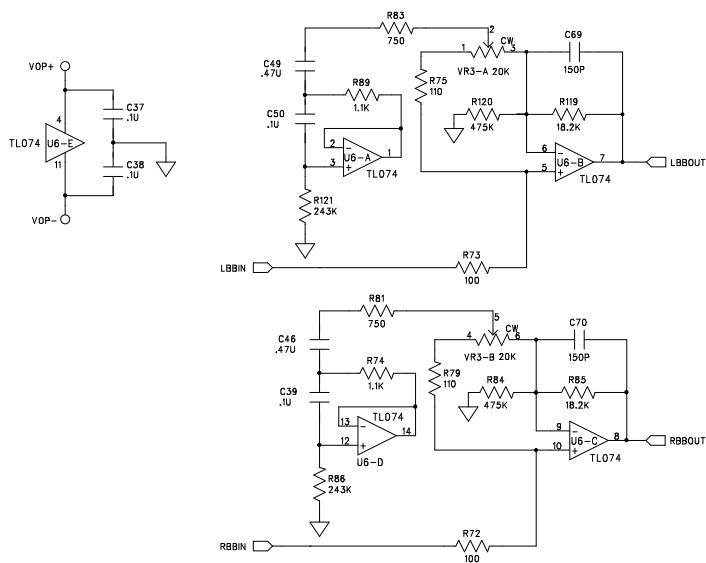 VOP+
4
TL074
U6-E
11
VOP-
C37
.1U
C38
.1U
R83
750
2
C49
.47U
1
CW
3
VR3-A 20K
C69
150P
R89
1.1K
R75
110
C50
.1U
R120
475K
R119
18.2K
2
-
U6-A
1
3
+
TL074
6
-
U6-B
7
5
+
TL074
LBBOUT
R121
243K
LBBIN
R73
100
R81
750
5
C46
.47U
4
CW
6
VR3-B 20K
C70
150P
R74
1.1K
R79
110
C39
.1U
R84
475K
R85
18.2K
TL074
13
-
14
12
+
U6-D
9
-
U6-C
8
10
+
TL074
RBBOUT
R86
243K
RBBIN
R72
100